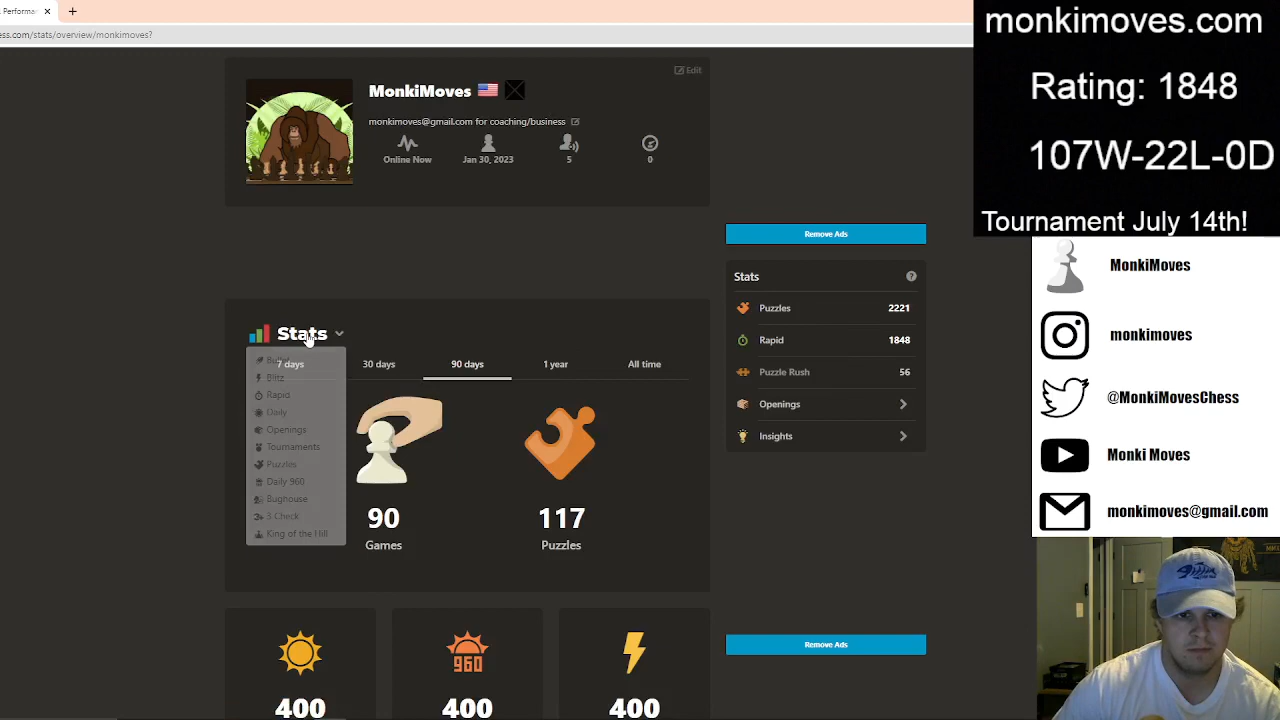 Performa
ess.com/stats/overview/monkimoves?
Edit
MonkiMoves
monkimoves@gmail.com for coaching/business
Online Now
Jan 30, 2023
5
0
Remove Ads
Stats
Puzzles 2221
Rapid 1848
Puzzle Rush 56
Openings
Insights
Stats
7 days 30 days 90 days 1 year All time
Bullet
Blitz
Rapid
Daily
Openings
Tournaments
Puzzles
Daily 960
Bughouse
3 Check
King of the Hill
90
Games
117
Puzzles
960
400 400 400
Remove Ads
monkimoves.com
Rating: 1848
107W-22L-0D
Tournament July 14th!
MonkiMoves
monkimoves
@MonkiMovesChess
Monki Moves
monkimoves@gmail.com